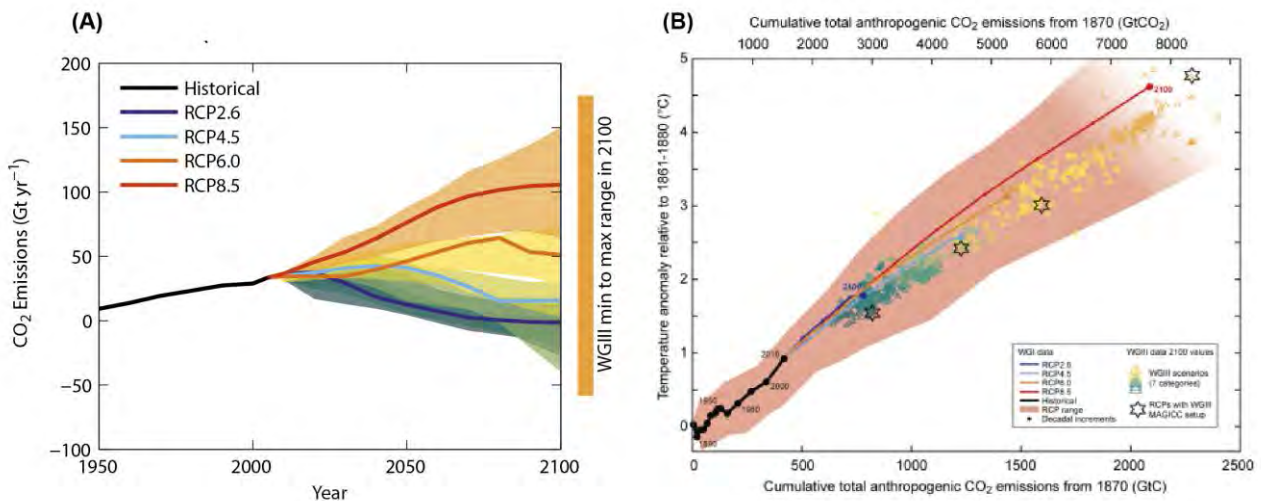 (A)
200
150
100
50
0
−50
−100
CO₂ Emissions (Gt yr⁻¹)
Historical
RCP2.6
RCP4.5
RCP6.0
RCP8.5
WGIII min to max range in 2100
1950
2000
2050
2100
Year
(B)
Cumulative total anthropogenic CO₂ emissions from 1870 (GtCO₂)
1000
2000
3000
4000
5000
6000
7000
8000
Temperature anomaly relative to 1861-1880 (°C)
5
4
3
2
1
0
2100
2100
2010
2000
1980
1950
1890
WGI data
RCP2.6
RCP4.5
RCP6.0
RCP8.5
Historical
RCP range
Decadal increments
WGIII data 2100 values
WGIII scenarios
(7 categories)
RCPs with WGIII
MAGICC setup
0
500
1000
1500
2000
2500
Cumulative total anthropogenic CO₂ emissions from 1870 (GtC)